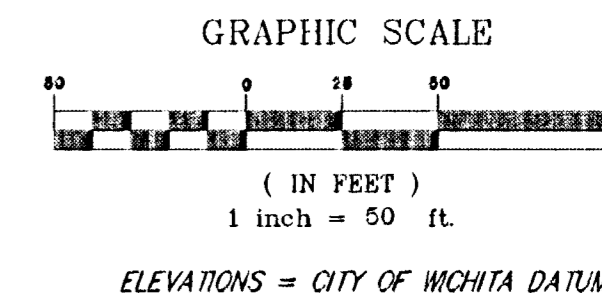 GRAPHIC SCALE
50 0 25 50
( IN FEET )
1 inch = 50 ft.
ELEVATIONS = CITY OF WICHITA DATUM